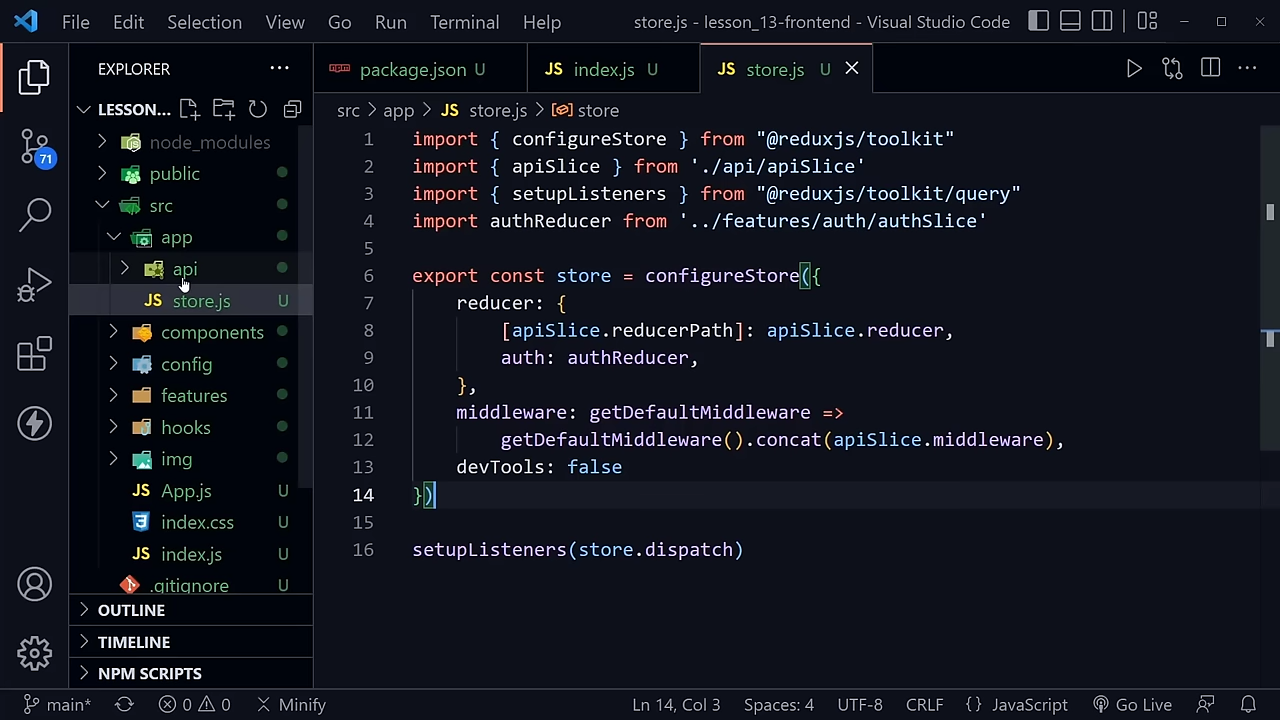 File Edit Selection View Go Run Terminal Help store.js - lesson_13-frontend - Visual Studio Code
EXPLORER ···
package.json U
JS index.js U
JS store.js U
LESSON...
src > app > JS store.js > store
node_modules
public
src
app
api
JS store.js U
components
config
features
hooks
img
JS App.js U
index.css U
JS index.js U
.gitignore U
OUTLINE
TIMELINE
NPM SCRIPTS
71
1 import { configureStore } from "@reduxjs/toolkit"
2 import { apiSlice } from './api/apiSlice'
3 import { setupListeners } from "@reduxjs/toolkit/query"
4 import authReducer from '../features/auth/authSlice'
5
6 export const store = configureStore({
7 reducer: {
8 [apiSlice.reducerPath]: apiSlice.reducer,
9 auth: authReducer,
10 },
11 middleware: getDefaultMiddleware =>
12 getDefaultMiddleware().concat(apiSlice.middleware),
13 devTools: false
14 })
15
16 setupListeners(store.dispatch)
main* 0 0 Minify Ln 14, Col 3 Spaces: 4 UTF-8 CRLF {} JavaScript Go Live